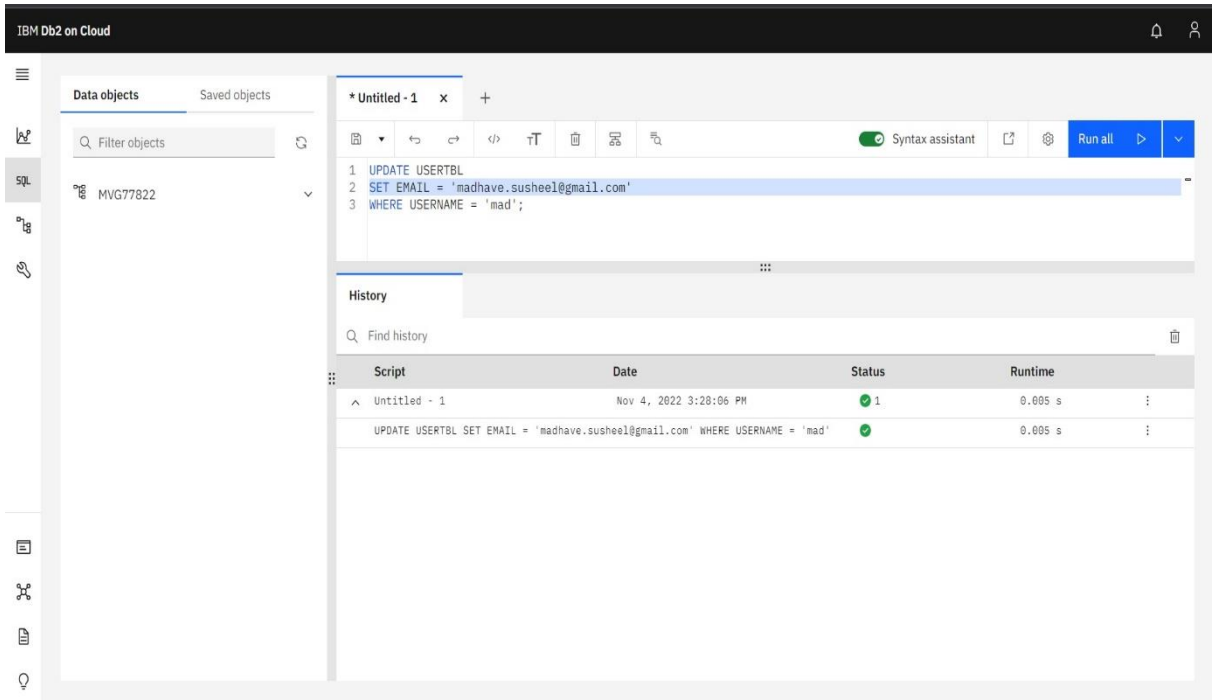 IBM Db2 on Cloud
Data objects Saved objects
* Untitled - 1 x +
Filter objects
Syntax assistant
Run all
SQL
MVG77822
1 UPDATE USERTBL
2 SET EMAIL = 'madhave.susheel@gmail.com'
3 WHERE USERNAME = 'mad';
History
Find history
Script Date Status Runtime
Untitled - 1 Nov 4, 2022 3:28:06 PM 1 0.005 s
UPDATE USERTBL SET EMAIL = 'madhave.susheel@gmail.com' WHERE USERNAME = 'mad' 0.005 s